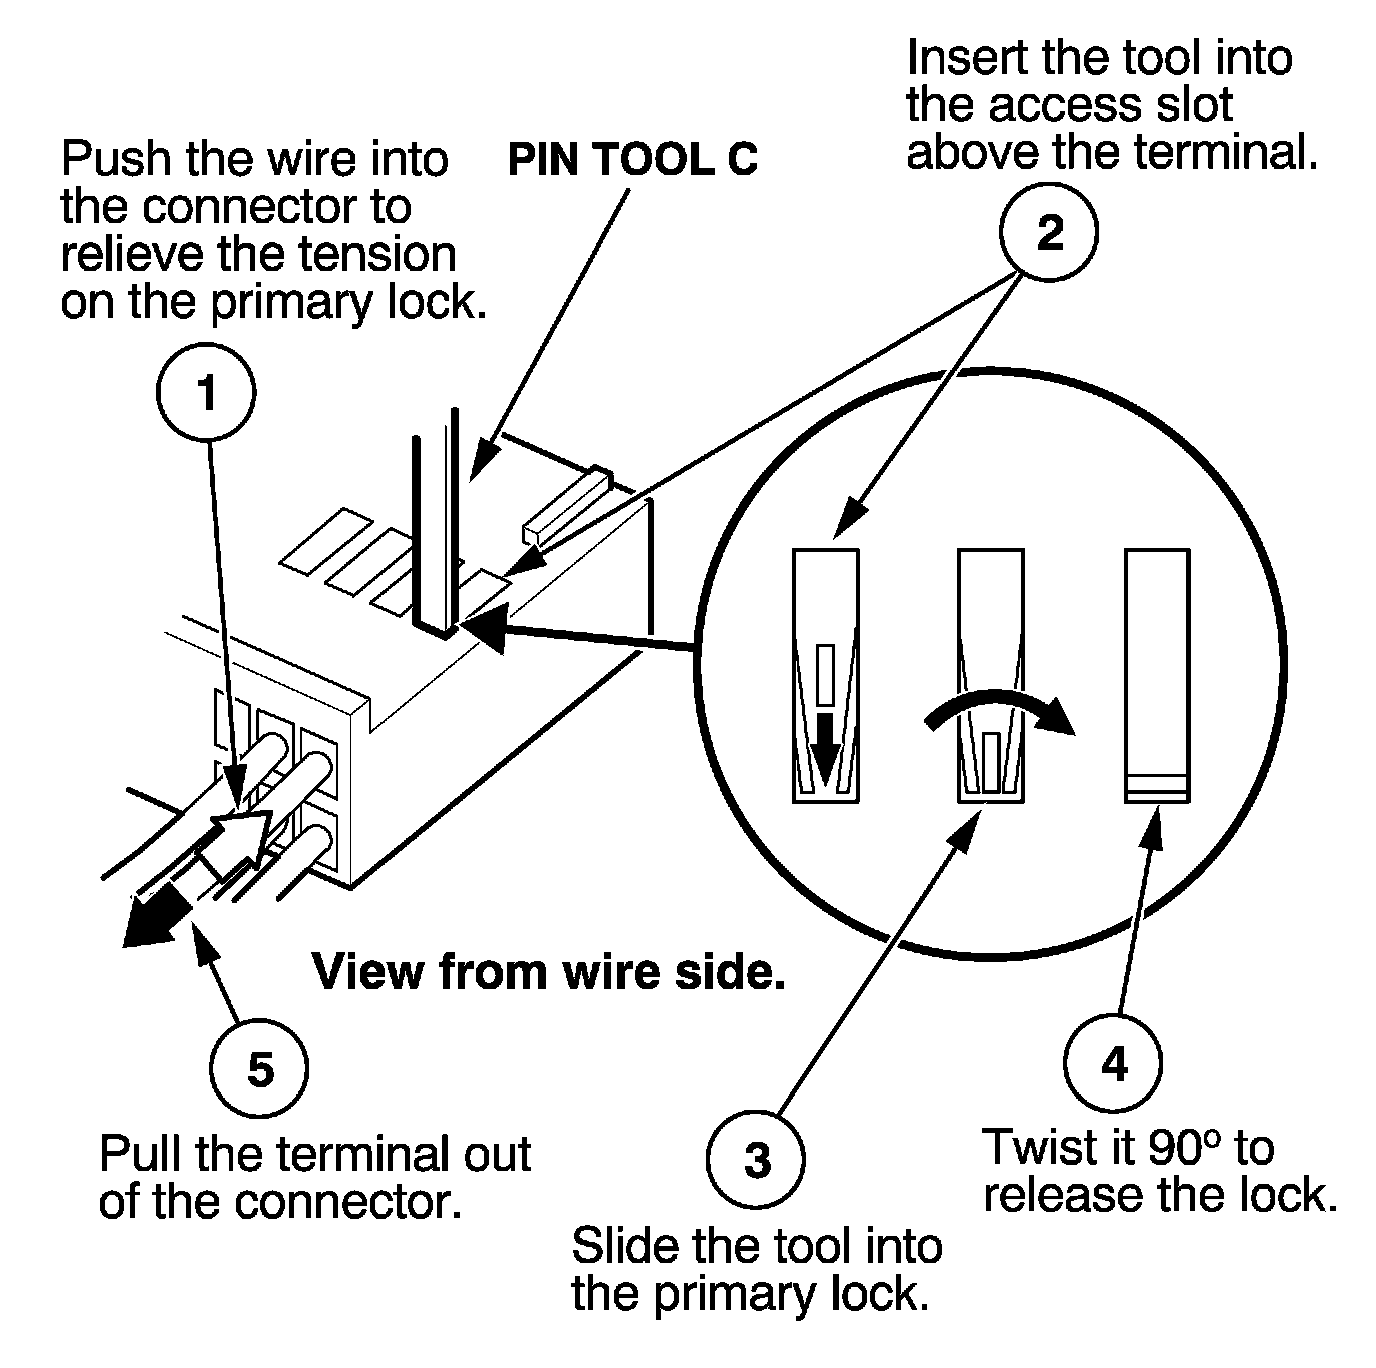 Insert the tool into
the access slot
above the terminal.
2
Push the wire into
the connector to
relieve the tension
on the primary lock.
1
PIN TOOL C
View from wire side.
5
Pull the terminal out
of the connector.
3
Slide the tool into
the primary lock.
4
Twist it 90º to
release the lock.